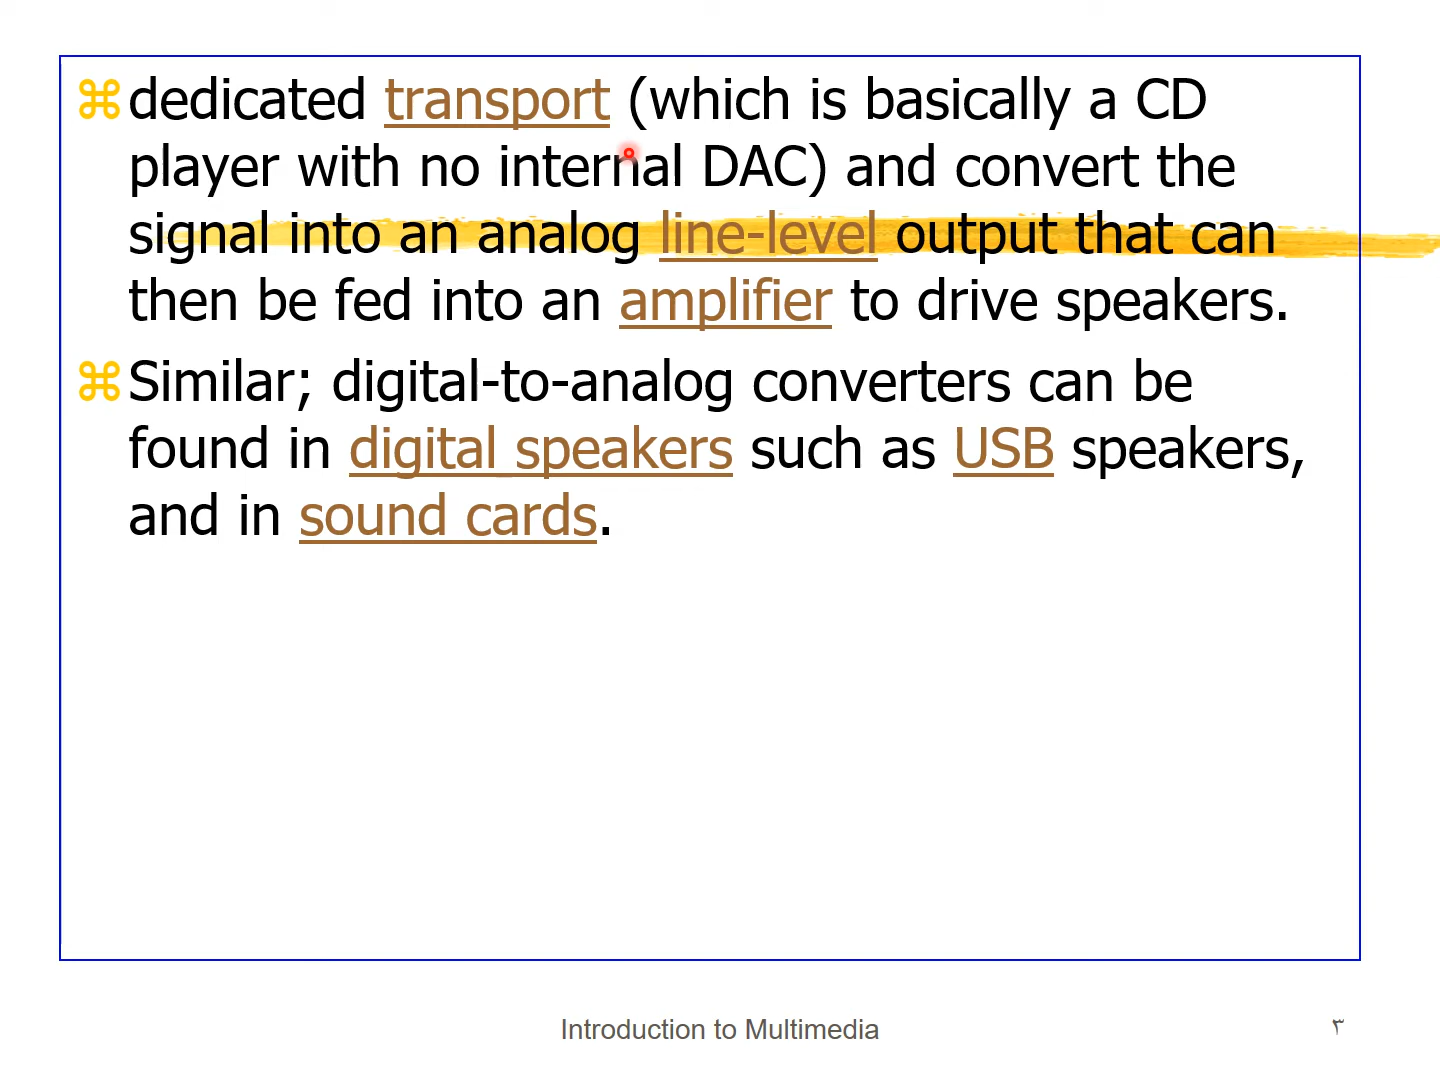 ⌘dedicated transport (which is basically a CD
player with no internal DAC) and convert the
signal into an analog line-level output that can
then be fed into an amplifier to drive speakers.
⌘Similar; digital-to-analog converters can be
found in digital speakers such as USB speakers,
and in sound cards.
Introduction to Multimedia
٣